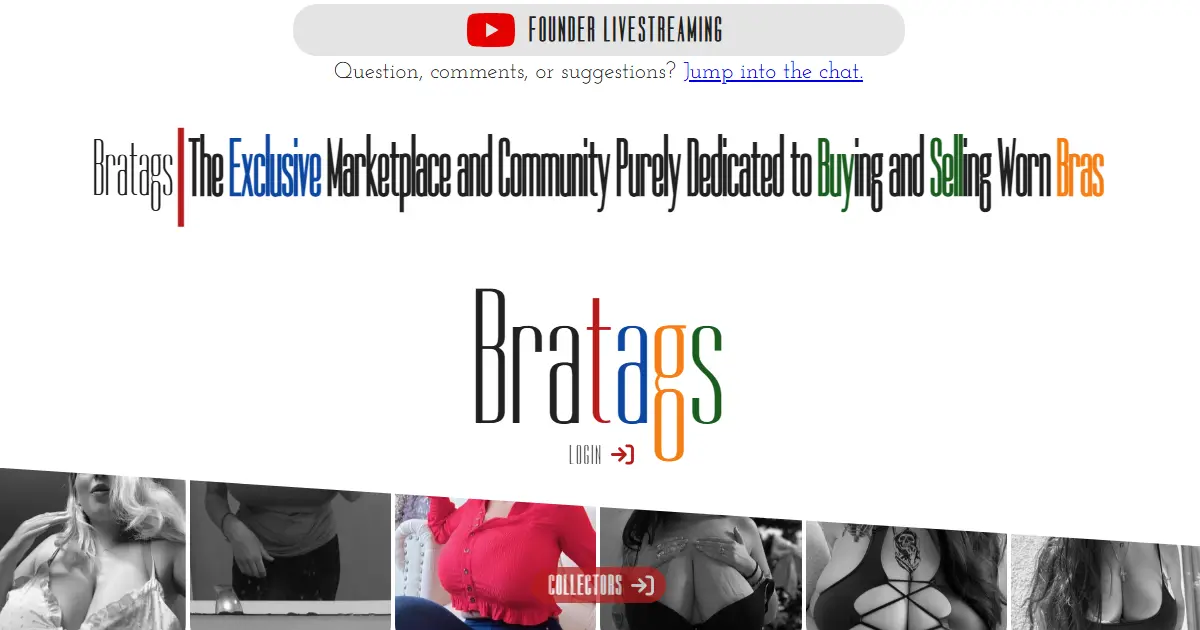 FOUNDER LIVESTREAMING
Question, comments, or suggestions? Jump into the chat.
Bratags The Exclusive Marketplace and Community Purely Dedicated to Buying and Selling Worn Bras
Bratags
LOGIN
COLLECTORS